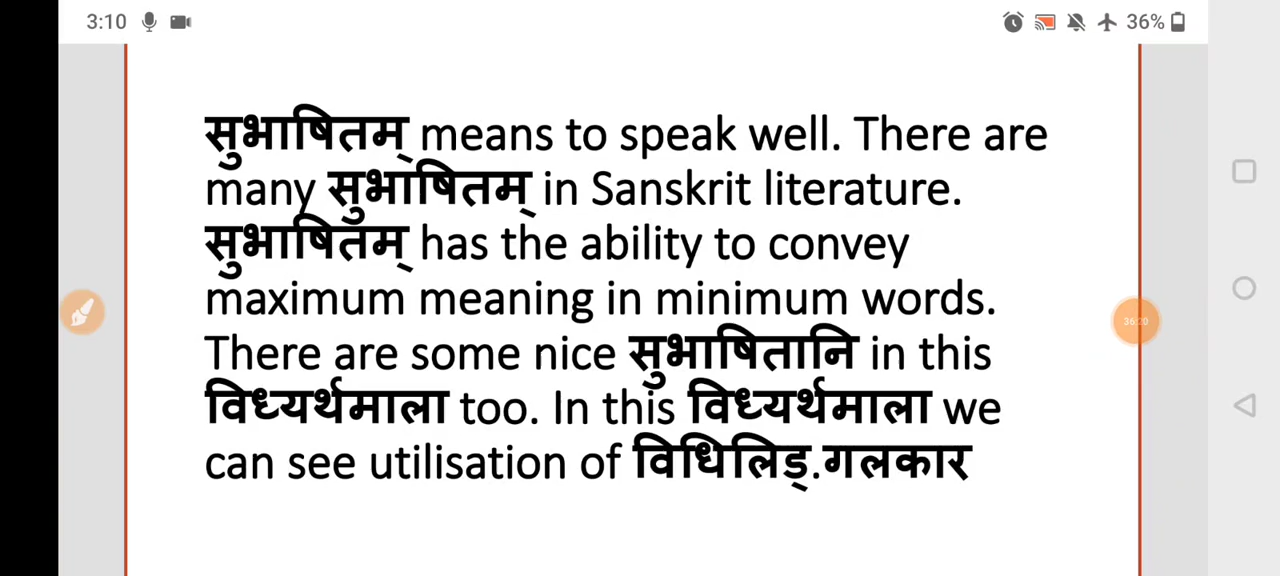 3:10 36%
सुभाषितम् means to speak well. There are
many सुभाषितम् in Sanskrit literature.
सुभाषितम् has the ability to convey
maximum meaning in minimum words.
There are some nice सुभाषितानि in this
36:20
विध्यर्थमाला too. In this विध्यर्थमाला we
can see utilisation of विधिलिड्.गलकार